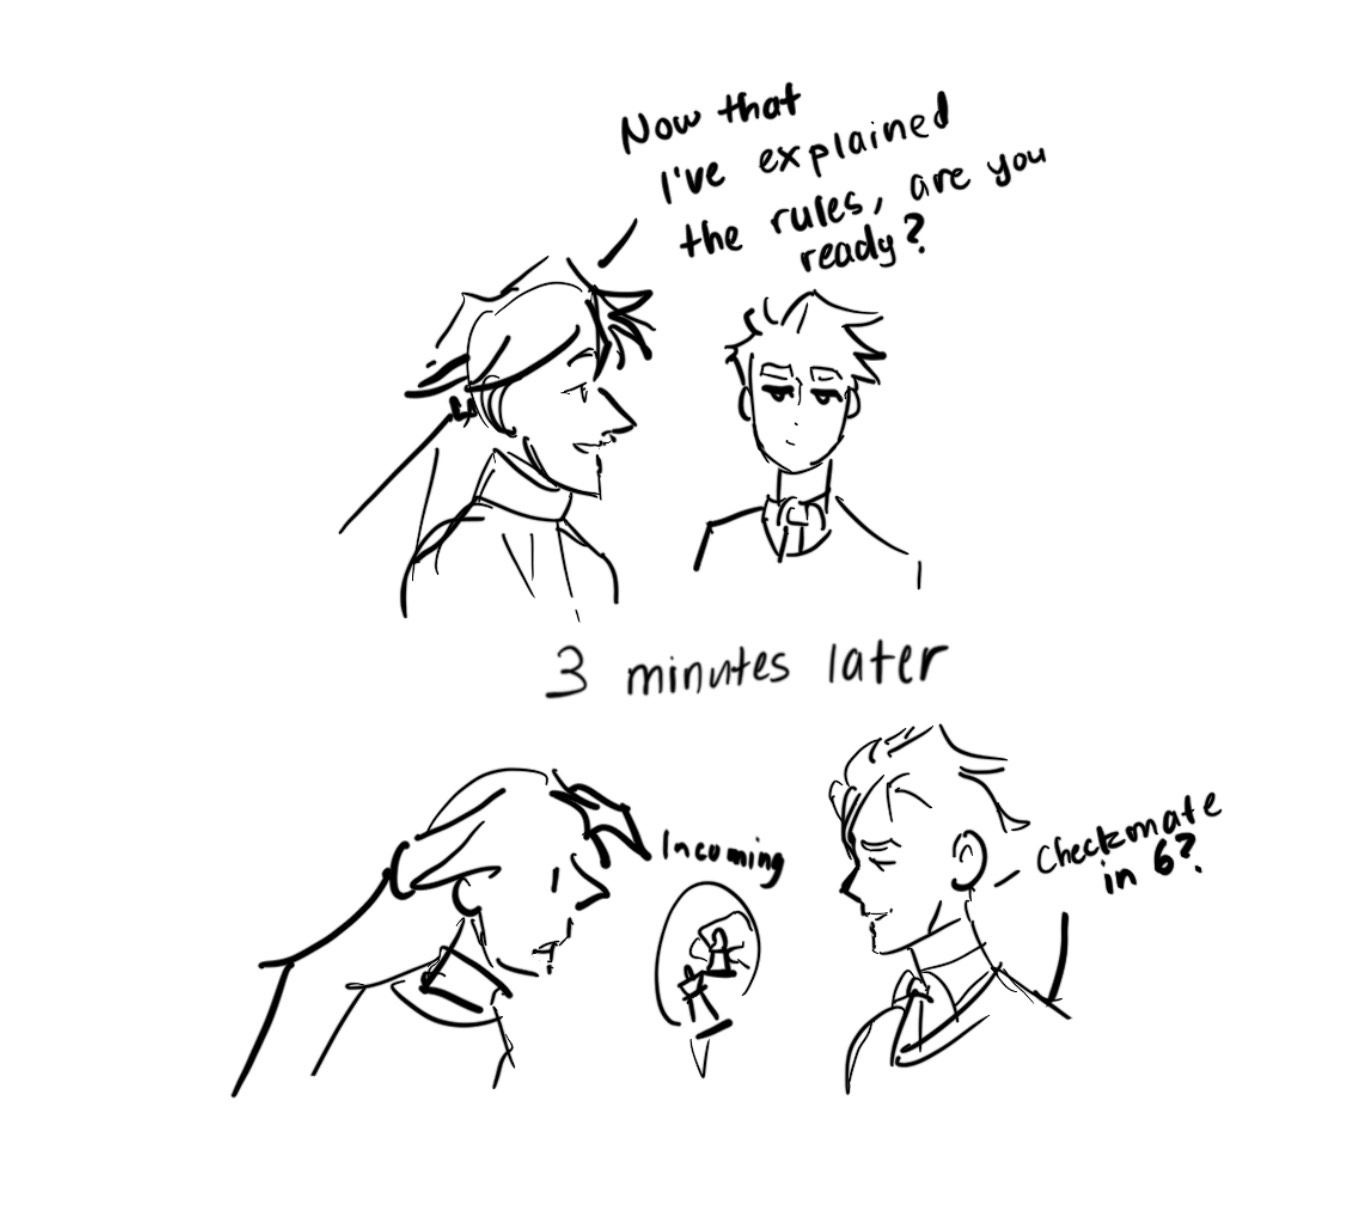 Now that
I've explained
the rules, are you
ready?
3 minutes later
Incoming
Checkmate
in 6?